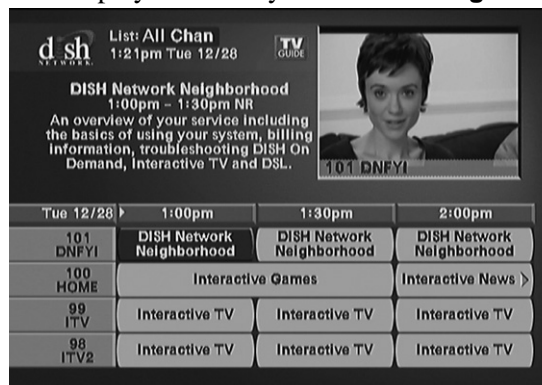 dish
NETWORK
List: All Chan
1:21pm Tue 12/28
TV
GUIDE
DISH Network Neighborhood
1:00pm – 1:30pm NR
An overview of your service including
the basics of using your system, billing
information, troubleshooting DISH On
Demand, Interactive TV and DSL.
101 DNFYI
Tue 12/28 1:00pm 1:30pm 2:00pm
101 DNFYI DISH Network Neighborhood DISH Network Neighborhood DISH Network Neighborhood
100 HOME Interactive Games Interactive News
99 ITV Interactive TV Interactive TV Interactive TV
98 ITV2 Interactive TV Interactive TV Interactive TV